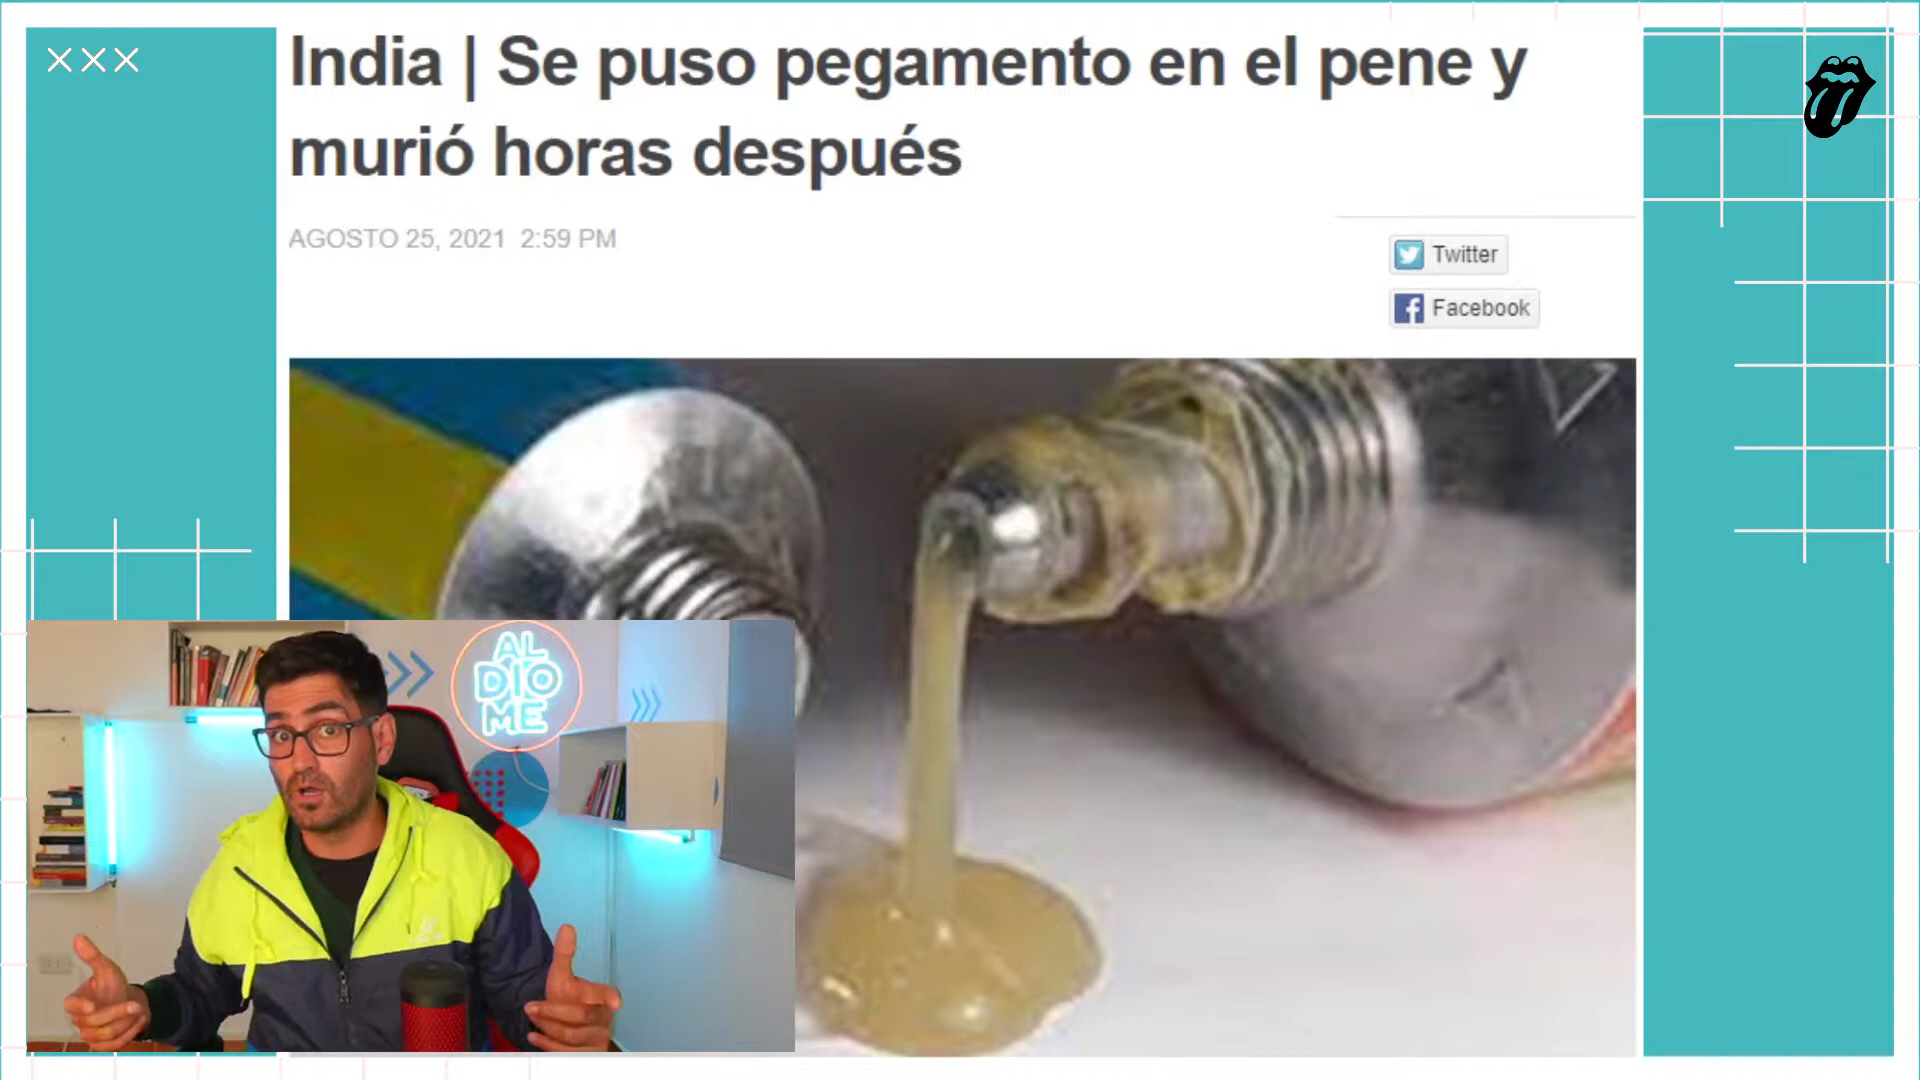 India | Se puso pegamento en el pene y
murió horas después
AGOSTO 25, 2021 2:59 PM
Twitter
Facebook
AL
DIO
ME